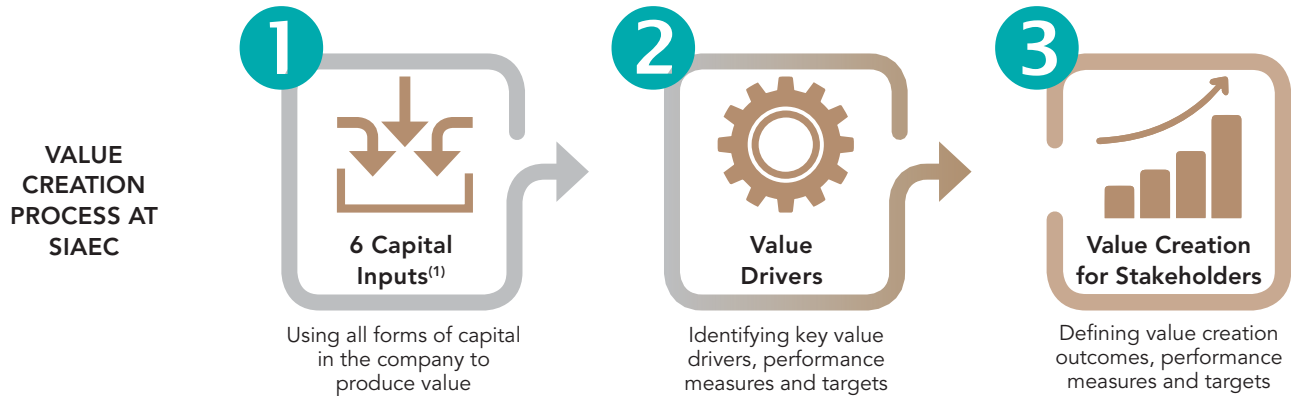 VALUE
CREATION
PROCESS AT
SIAEC
1
6 Capital
Inputs(1)
Using all forms of capital
in the company to
produce value
2
Value
Drivers
Identifying key value
drivers, performance
measures and targets
3
Value Creation
for Stakeholders
Defining value creation
outcomes, performance
measures and targets